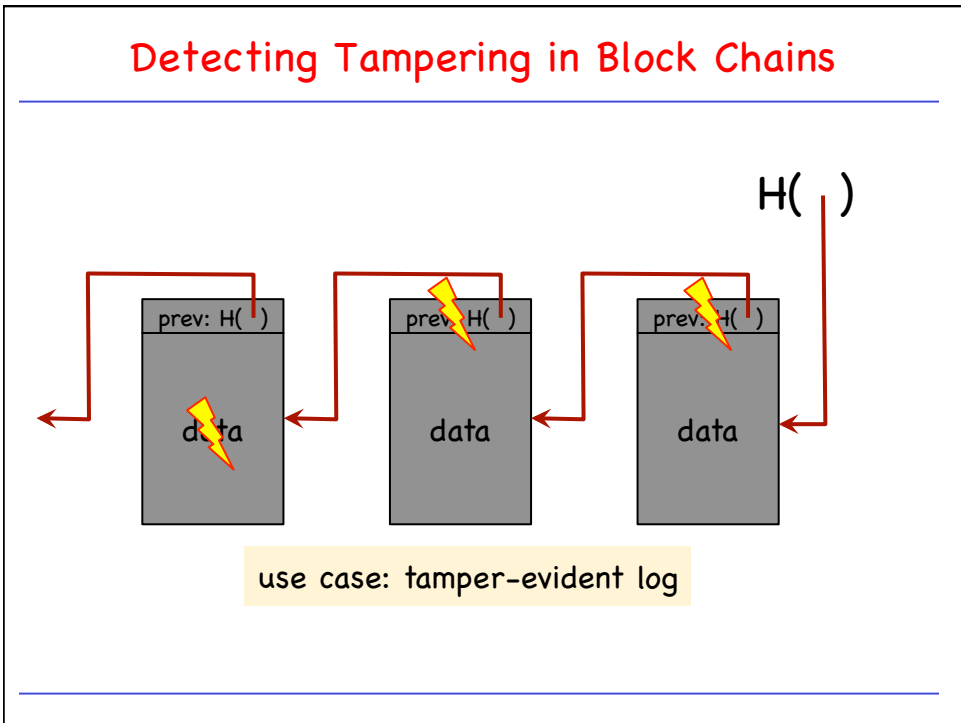 Detecting Tampering in Block Chains
H( )
prev: H( )
prev: H( )
prev: H( )
data
data
data
use case: tamper-evident log